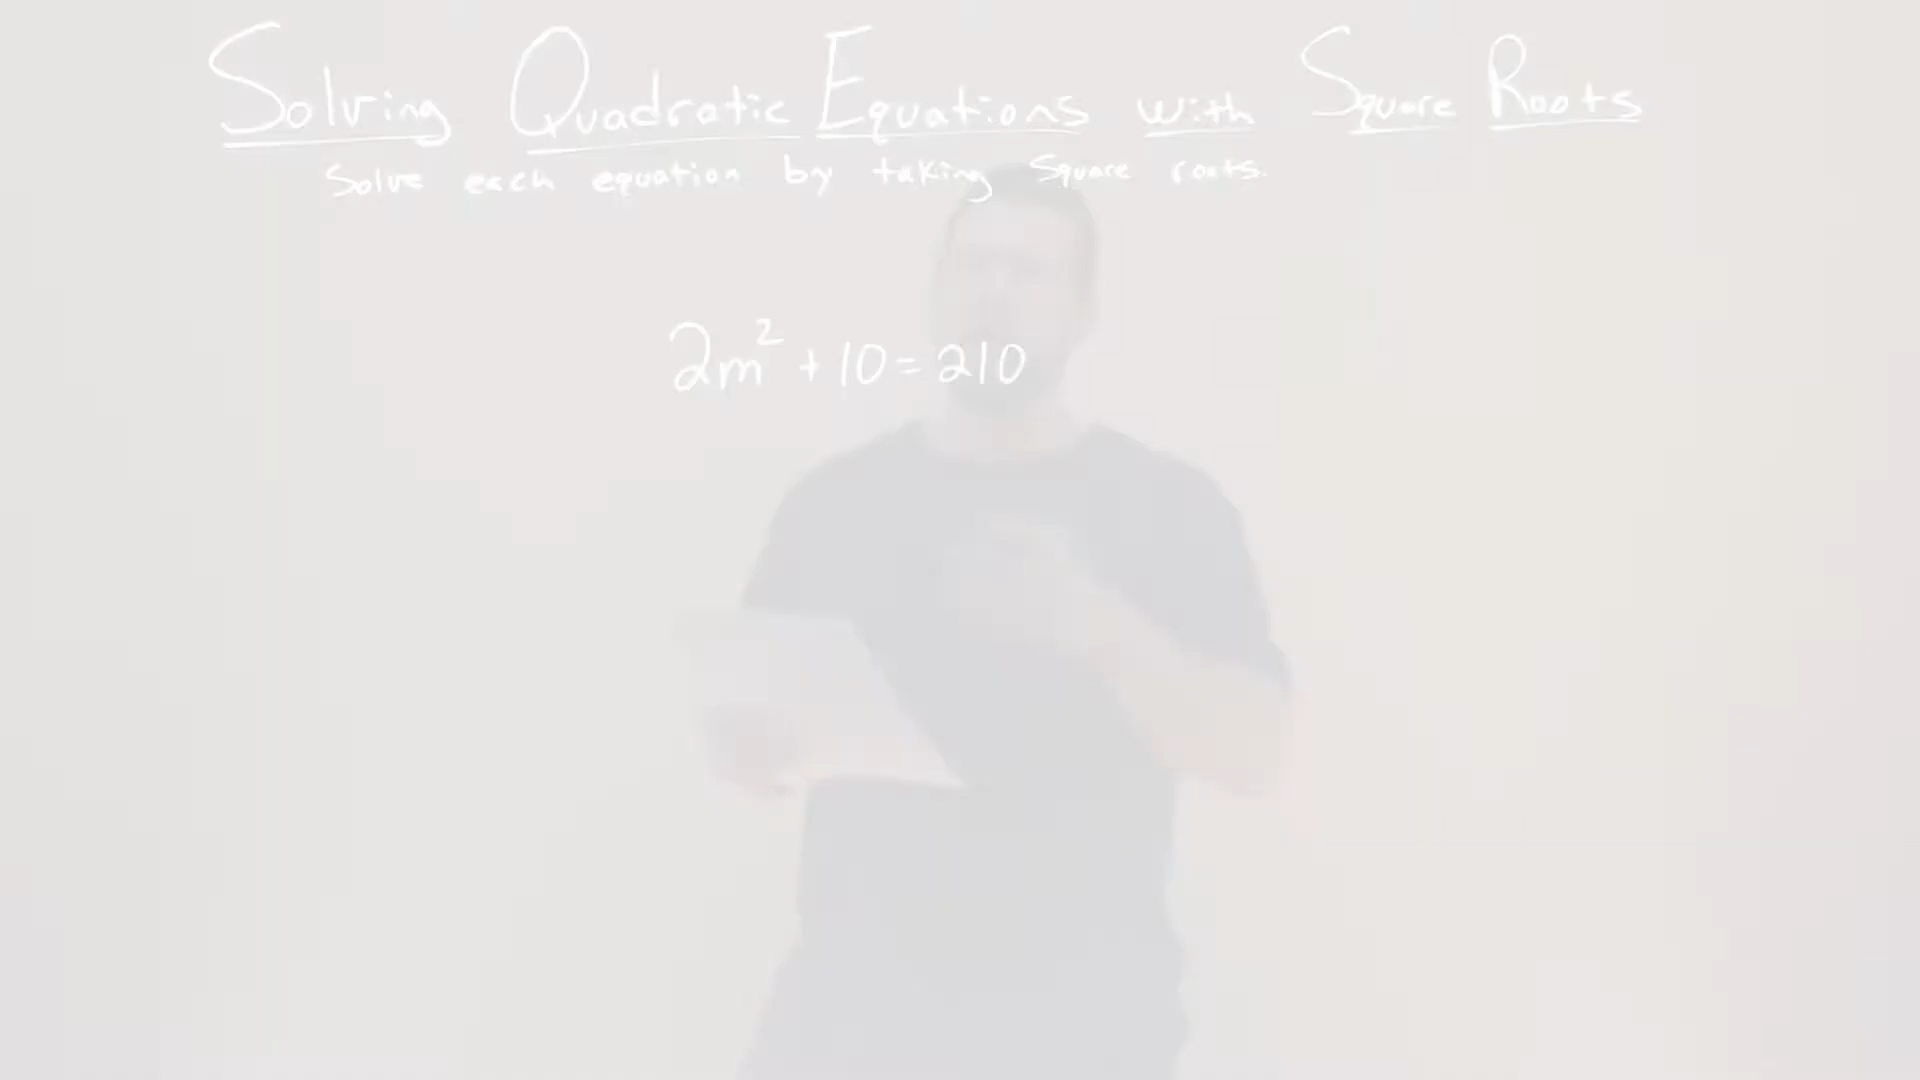 Solving Quadratic Equations with Square Roots
Solve each equation by taking Square roots.
2m² + 10 = 210